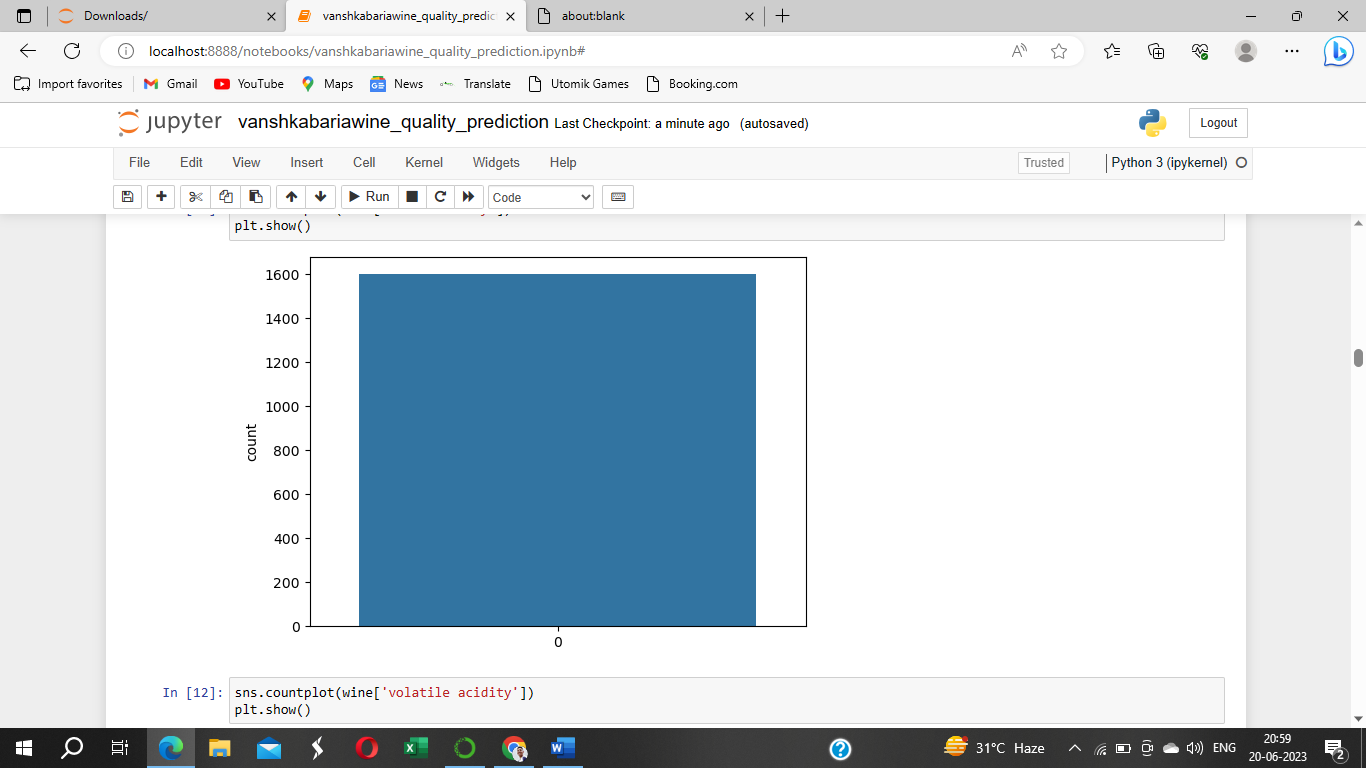 Downloads/
vanshkabariawine_quality_predic
about:blank
localhost:8888/notebooks/vanshkabariawine_quality_prediction.ipynb#
Import favorites
Gmail
YouTube
Maps
News
Translate
Utomik Games
Booking.com
jupyter
vanshkabariawine_quality_prediction Last Checkpoint: a minute ago (autosaved)
Logout
File Edit View Insert Cell Kernel Widgets Help
Trusted
Python 3 (ipykernel)
Run
Code
plt.show()
1600
1400
1200
1000
800
600
400
200
0
count
0
In [12]:
sns.countplot(wine['volatile acidity'])
plt.show()
31°C Haze
ENG
20:59
20-06-2023
2